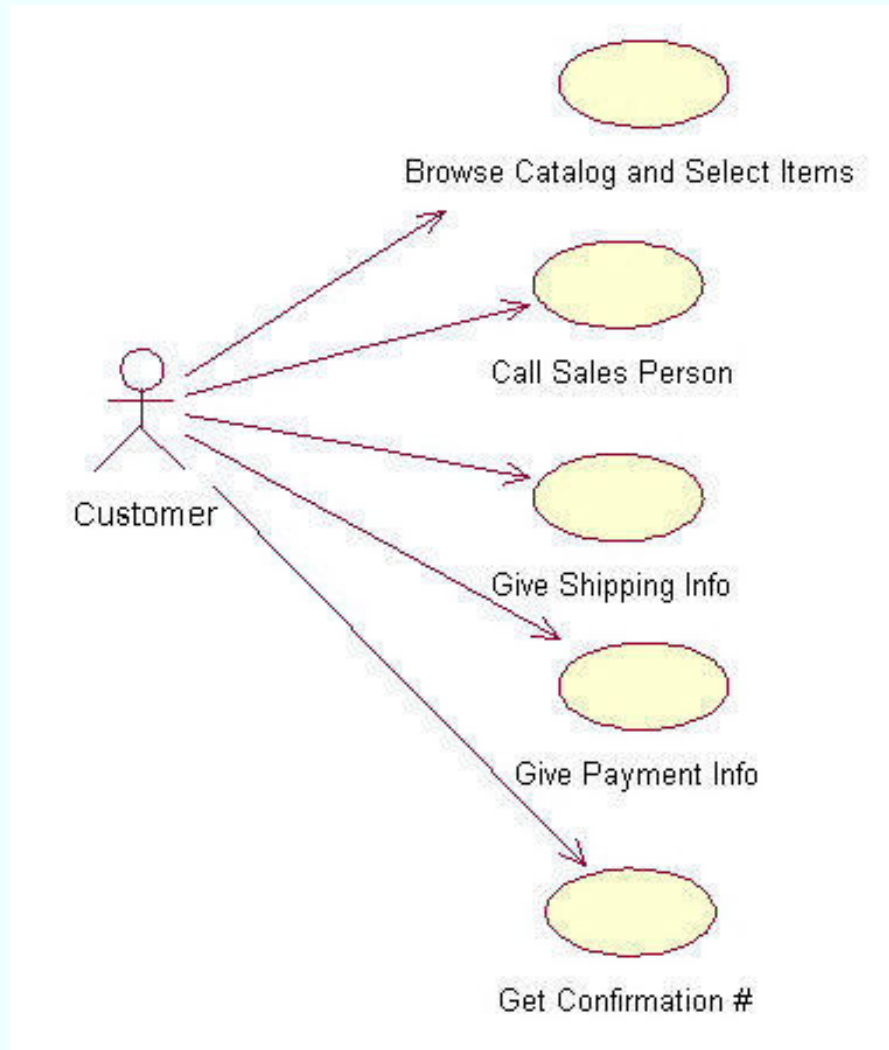 Browse Catalog and Select Items
Call Sales Person
Customer
Give Shipping Info
Give Payment Info
Get Confirmation #